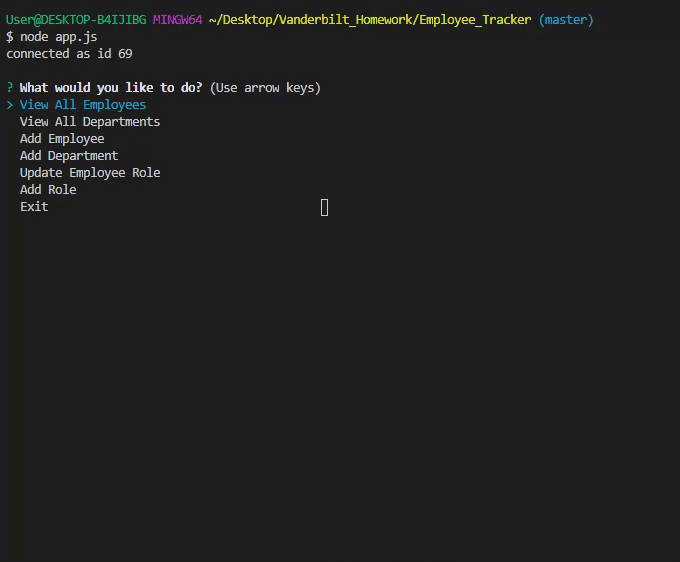 User@DESKTOP-B4IJIBG MINGW64 ~/Desktop/Vanderbilt_Homework/Employee_Tracker (master)
$ node app.js
connected as id 69
? What would you like to do? (Use arrow keys)
> View All Employees
View All Departments
Add Employee
Add Department
Update Employee Role
Add Role
Exit